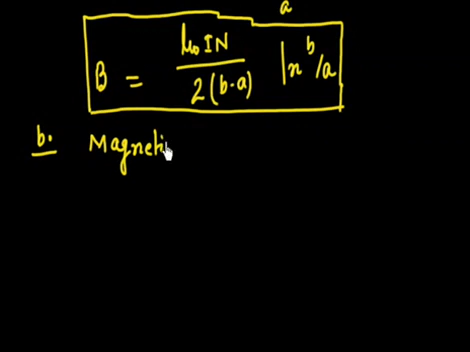 a
B = μ₀IN / 2(b-a) ln b/a
b. Magneti